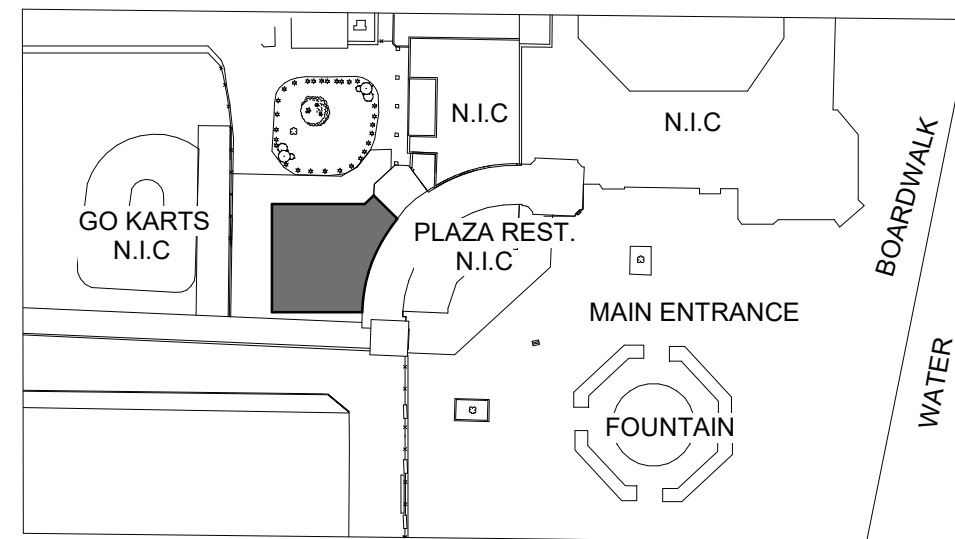 N.I.C
N.I.C
BOARDWALK
GO KARTS
N.I.C
PLAZA REST.
N.I.C
MAIN ENTRANCE
WATER
FOUNTAIN